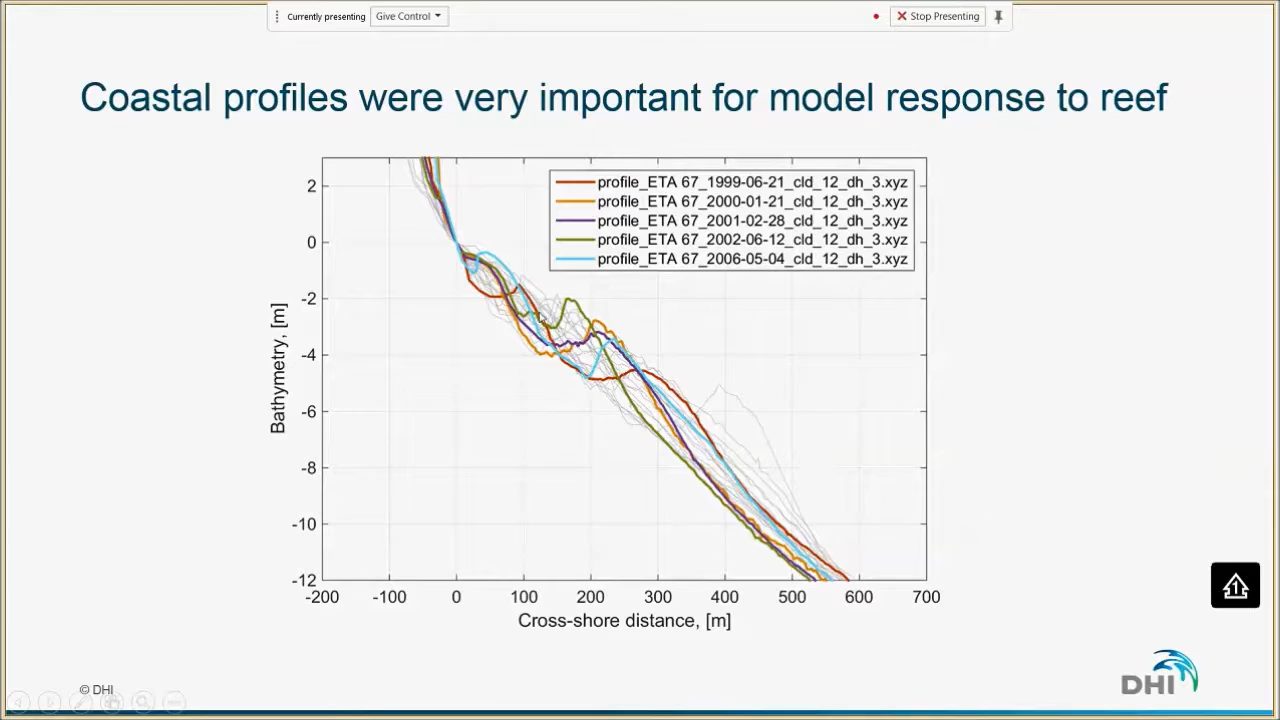 Currently presenting
Give Control
Stop Presenting
Coastal profiles were very important for model response to reef
profile_ETA 67_1999-06-21_cld_12_dh_3.xyz
profile_ETA 67_2000-01-21_cld_12_dh_3.xyz
profile_ETA 67_2001-02-28_cld_12_dh_3.xyz
profile_ETA 67_2002-06-12_cld_12_dh_3.xyz
profile_ETA 67_2006-05-04_cld_12_dh_3.xyz
Bathymetry, [m]
2
0
-2
-4
-6
-8
-10
-12
-200 -100 0 100 200 300 400 500 600 700
Cross-shore distance, [m]
1
© DHI
DHI